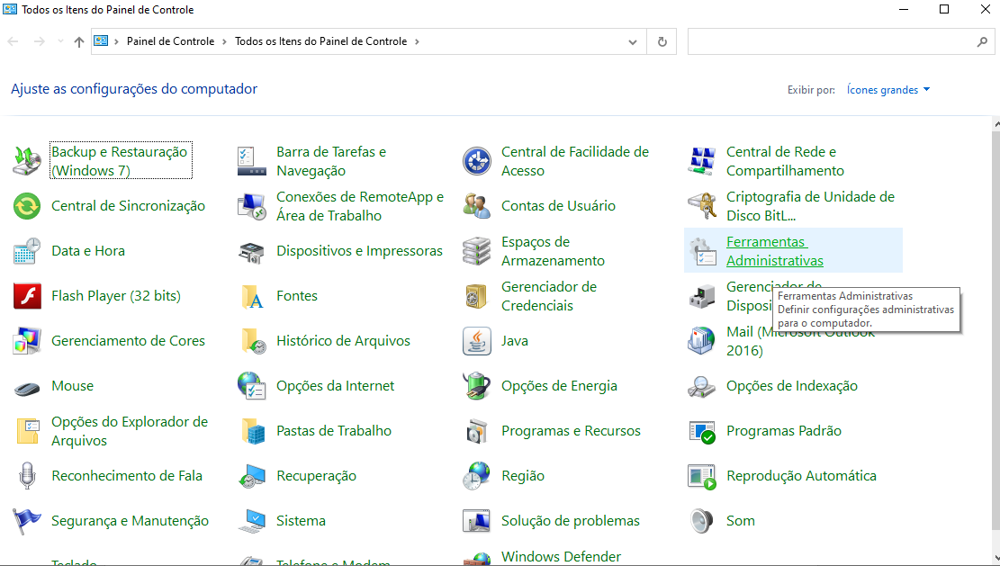 Todos os Itens do Painel de Controle
Painel de Controle
Todos os Itens do Painel de Controle
Ajuste as configurações do computador
Exibir por:
Ícones grandes
Backup e Restauração
(Windows 7)
Barra de Tarefas e
Navegação
Central de Facilidade de
Acesso
Central de Rede e
Compartilhamento
Central de Sincronização
Conexões de RemoteApp e
Área de Trabalho
Contas de Usuário
Criptografia de Unidade de
Disco BitL...
Data e Hora
Dispositivos e Impressoras
Espaços de
Armazenamento
Ferramentas
Administrativas
Flash Player (32 bits)
Fontes
Gerenciador de
Credenciais
Gerenciador de
Ferramentas Administrativas
Definir configurações administrativas
para o computador.
Gerenciamento de Cores
Histórico de Arquivos
Java
Mail (Microsoft Outlook
2016)
Mouse
Opções da Internet
Opções de Energia
Opções de Indexação
Opções do Explorador de
Arquivos
Pastas de Trabalho
Programas e Recursos
Programas Padrão
Reconhecimento de Fala
Recuperação
Região
Reprodução Automática
Segurança e Manutenção
Sistema
Solução de problemas
Som
Teclado
Telefone e Modem
Windows Defender